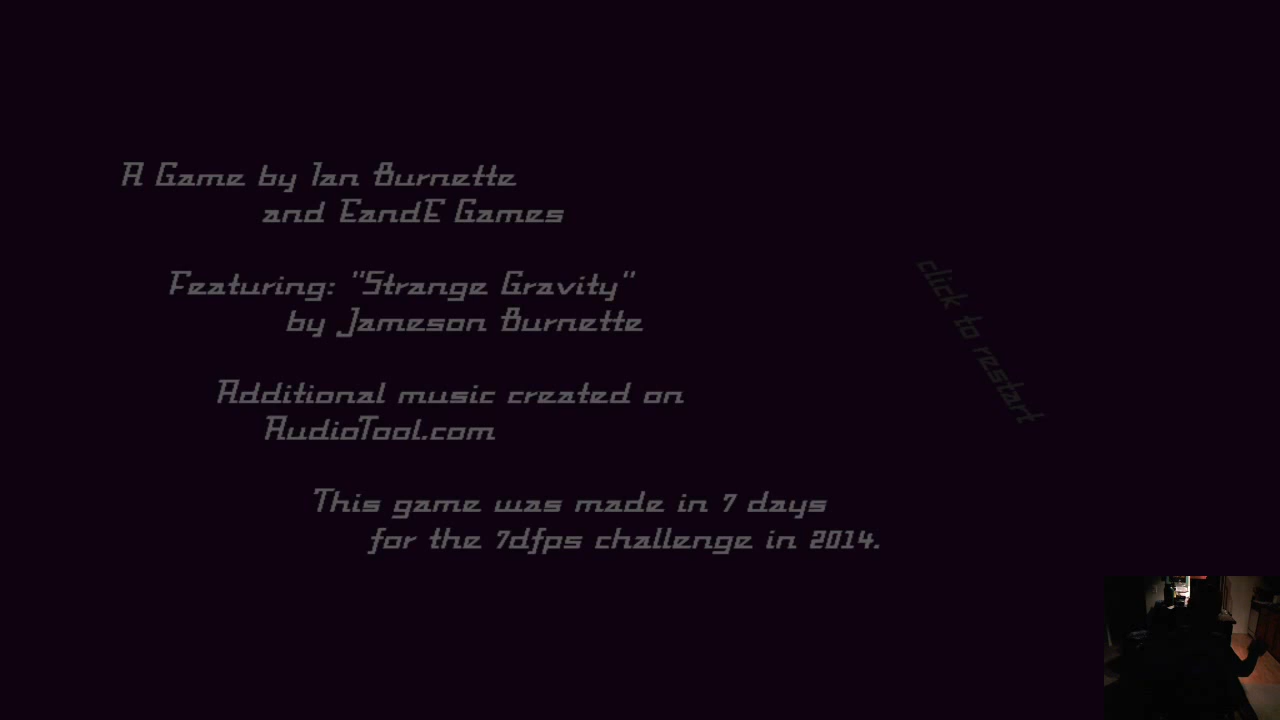 A Game by Ian Burnette
and EandE Games
Featuring: "Strange Gravity"
by Jameson Burnette
Additional music created on
AudioTool.com
This game was made in 7 days
for the 7dfps challenge in 2014.
click to restart